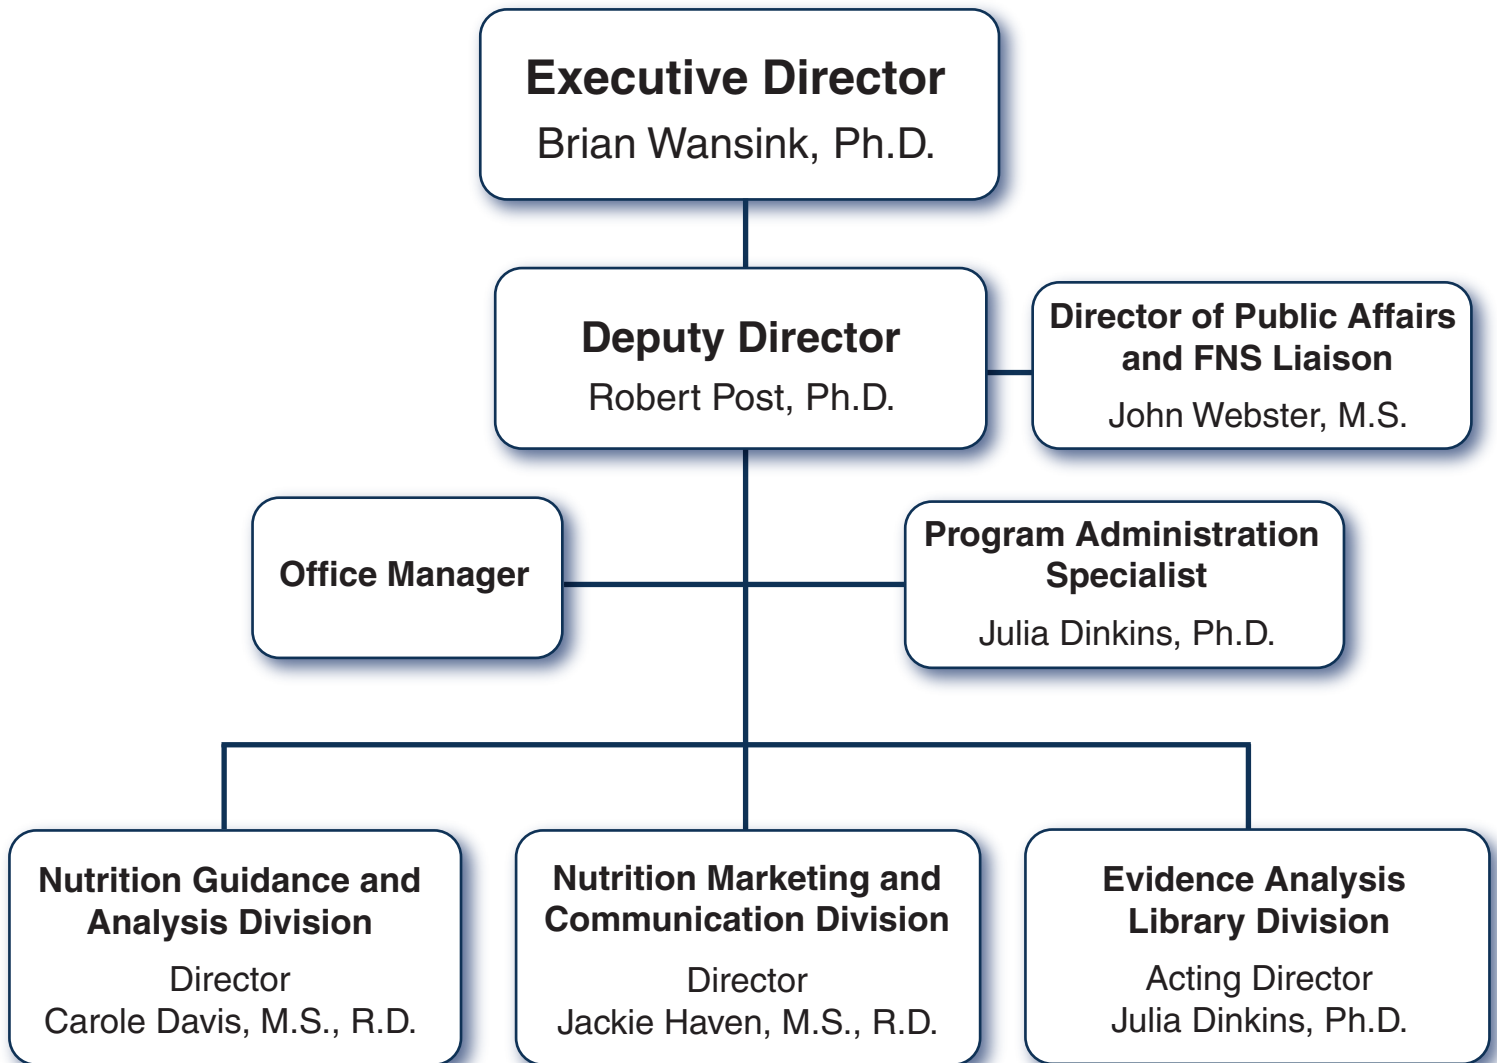 Executive Director
Brian Wansink, Ph.D.
Deputy Director
Robert Post, Ph.D.
Director of Public Affairs
and FNS Liaison
John Webster, M.S.
Office Manager
Program Administration
Specialist
Julia Dinkins, Ph.D.
Nutrition Guidance and
Analysis Division
Director
Carole Davis, M.S., R.D.
Nutrition Marketing and
Communication Division
Director
Jackie Haven, M.S., R.D.
Evidence Analysis
Library Division
Acting Director
Julia Dinkins, Ph.D.